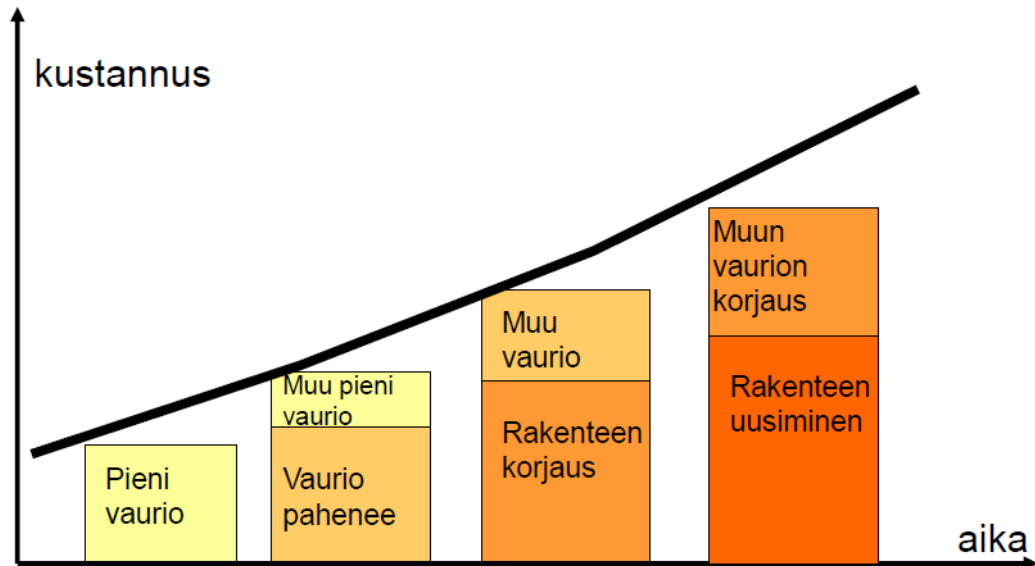 kustannus
Pieni
vaurio
Muu pieni
vaurio
Vaurio
pahenee
Muu
vaurio
Rakenteen
korjaus
Muun
vaurion
korjaus
Rakenteen
uusiminen
aika